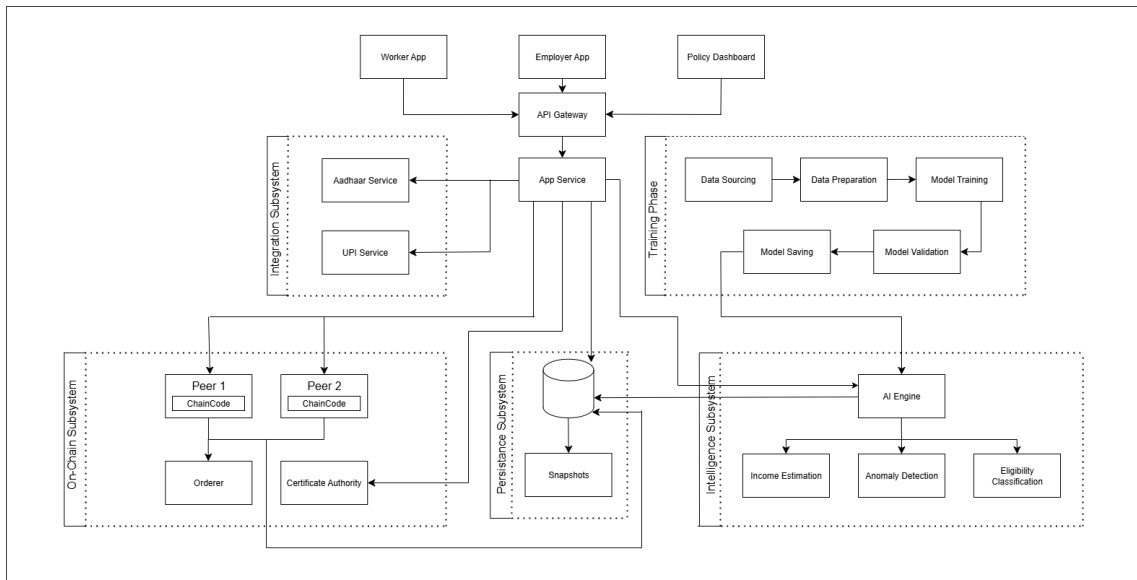 Worker App
Employer App
Policy Dashboard
API Gateway
Integration Subsystem
Aadhaar Service
UPI Service
App Service
Training Phase
Data Sourcing
Data Preparation
Model Training
Model Saving
Model Validation
On-Chain Subsystem
Peer 1
ChainCode
Peer 2
ChainCode
Orderer
Certificate Authority
Persistance Subsystem
Snapshots
Intelligence Subsystem
AI Engine
Income Estimation
Anomaly Detection
Eligibility
Classification